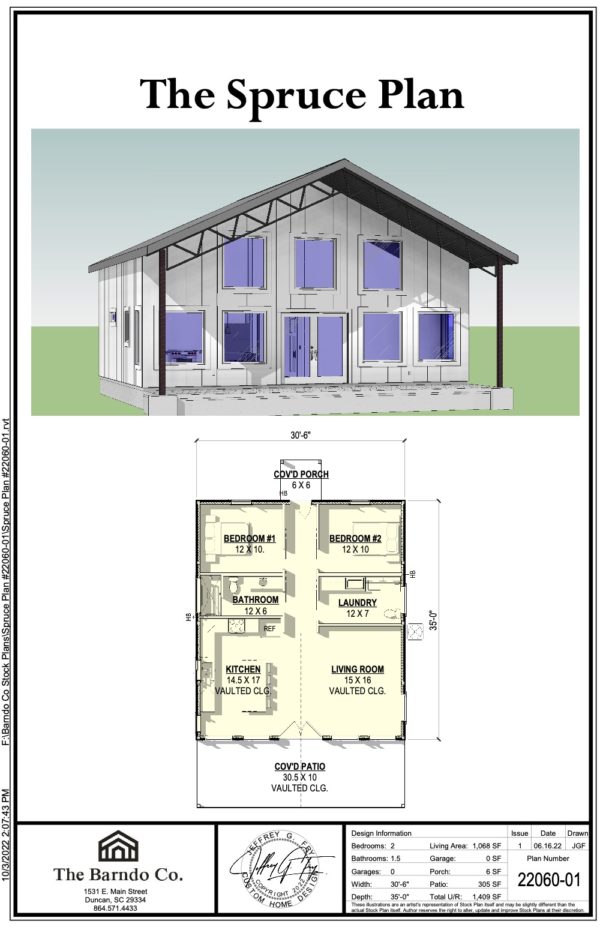 The Spruce Plan
30'-6"
COV'D PORCH
6 X 6
HB
BEDROOM #1
12 X 10.
BEDROOM #2
12 X 10
HB
BATHROOM
12 X 6
LAUNDRY
12 X 7
HB
REF
35'-0"
KITCHEN
14.5 X 17
VAULTED CLG.
LIVING ROOM
15 X 16
VAULTED CLG.
COV'D PATIO
30.5 X 10
VAULTED CLG.
10/3/2022 2:07:43 PM F:\Barndo Co Stock Plans\Spruce Plan #22060-01\Spruce Plan #22060-01.rvt
The Barndo Co.
1531 E. Main Street
Duncan, SC 29334
864.571.4433
JEFFREY G. FRY
Jeffrey G. Fry
COPYRIGHT 2022
CUSTOM HOME DESIGN
Design Information
Bedrooms: 2 Living Area: 1,068 SF
Bathrooms: 1.5 Garage: 0 SF
Garages: 0 Porch: 6 SF
Width: 30'-6" Patio: 305 SF
Depth: 35'-0" Total U/R: 1,409 SF
Issue Date Drawn
1 06.16.22 JGF
Plan Number
22060-01
These illustrations are an artist's representation of Stock Plan itself and may be slightly different than the
actual Stock Plan itself. Author reserves the right to alter, update and Improve Stock Plans at their discretion.